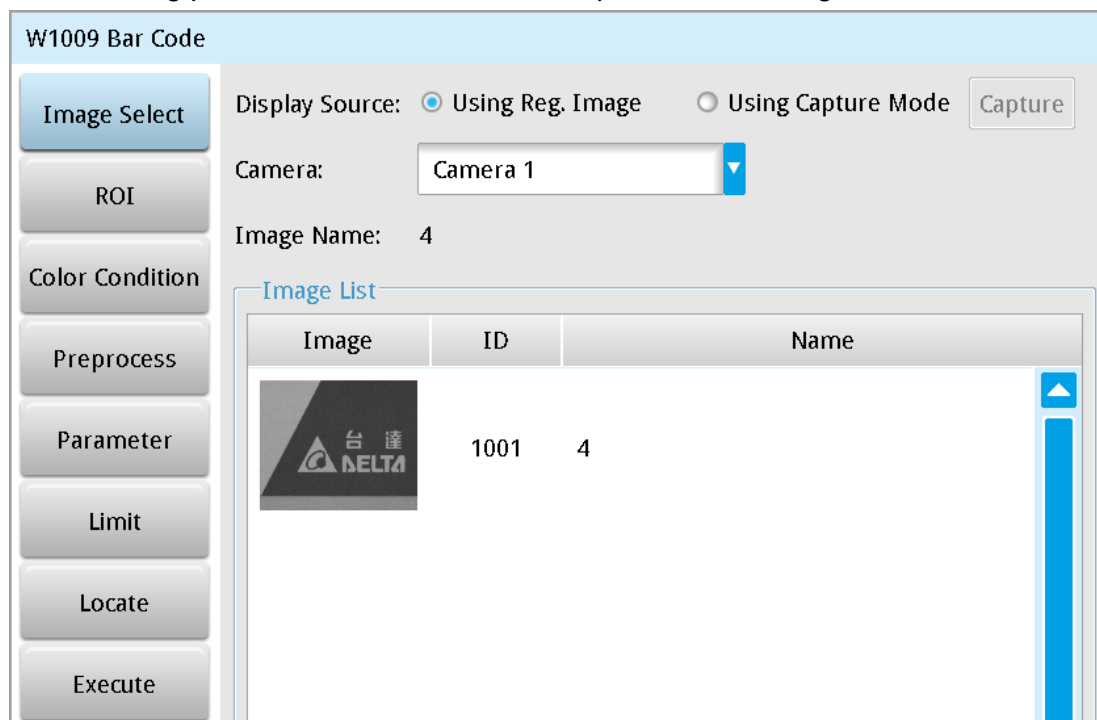 W1009 Bar Code
Image Select
Display Source: Using Reg. Image Using Capture Mode Capture
Camera: Camera 1
ROI
Image Name: 4
Color Condition
Image List
Image ID Name
Preprocess
台達
DELTA
1001 4
Parameter
Limit
Locate
Execute